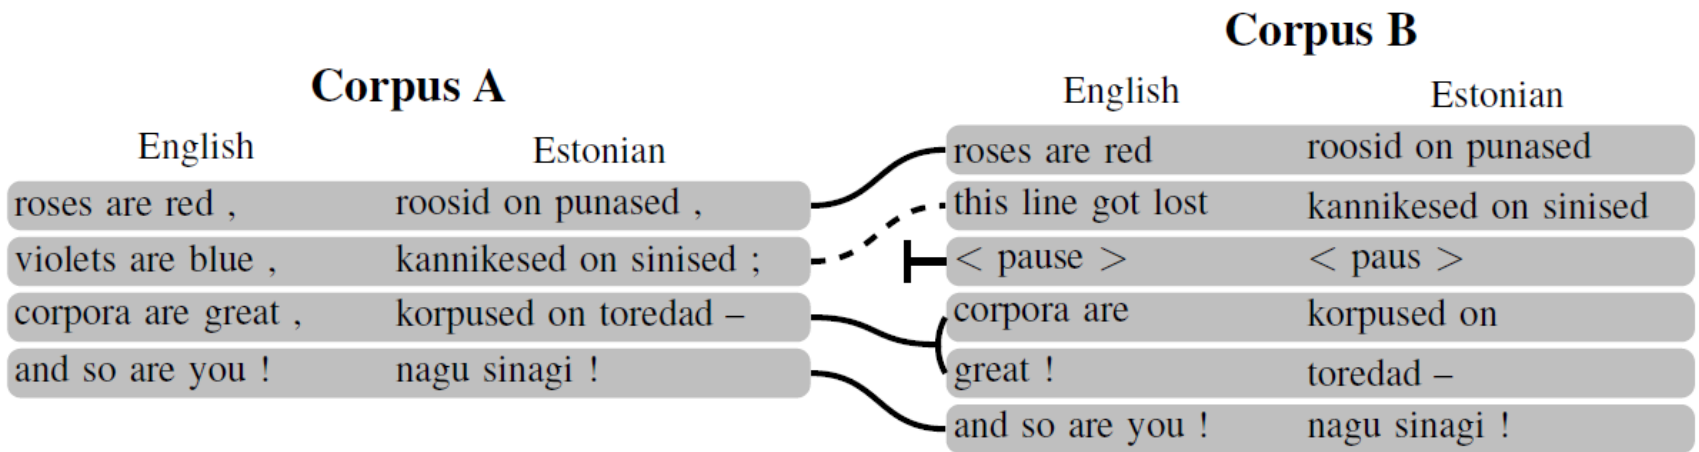 Corpus A
English Estonian
roses are red , roosid on punased ,
violets are blue , kannikesed on sinised ;
corpora are great , korpused on toredad –
and so are you ! nagu sinagi !
Corpus B
English Estonian
roses are red roosid on punased
this line got lost kannikesed on sinised
< pause > < paus >
corpora are korpused on
great ! toredad –
and so are you ! nagu sinagi !